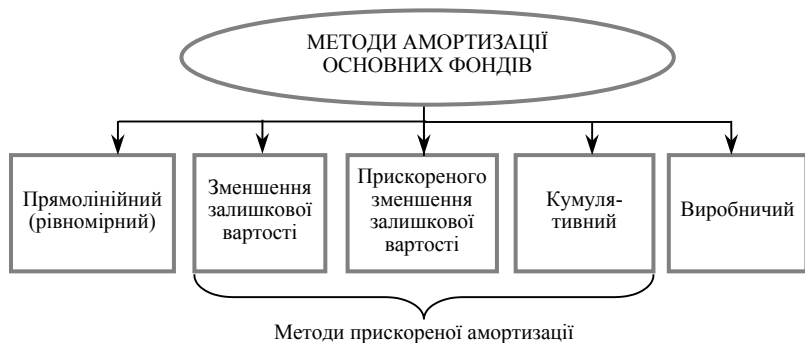 МЕТОДИ АМОРТИЗАЦІЇ
ОСНОВНИХ ФОНДІВ
Прямолінійний
(рівномірний)
Зменшення
залишкової
вартості
Прискореного
зменшення
залишкової
вартості
Кумуля-
тивний
Виробничий
Методи прискореної амортизації